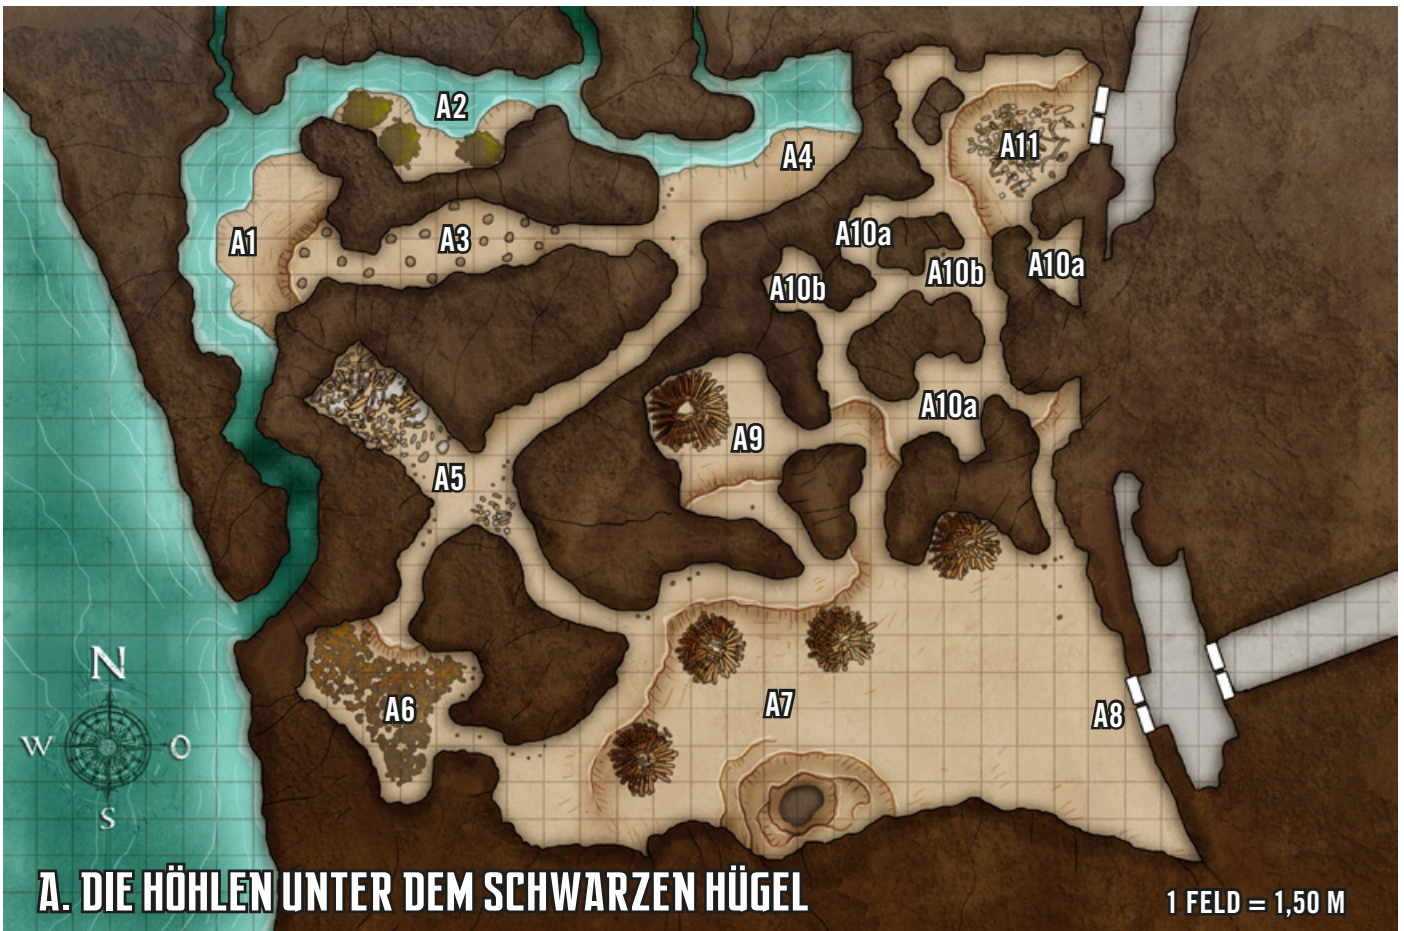 A2
A4
A11
A1
A3
A10a
A10b
A10b
A10a
A10a
A9
A5
A6
A7
A8
N
W
O
S
A. DIE HÖHLEN UNTER DEM SCHWARZEN HÜGEL
1 FELD = 1,50 M